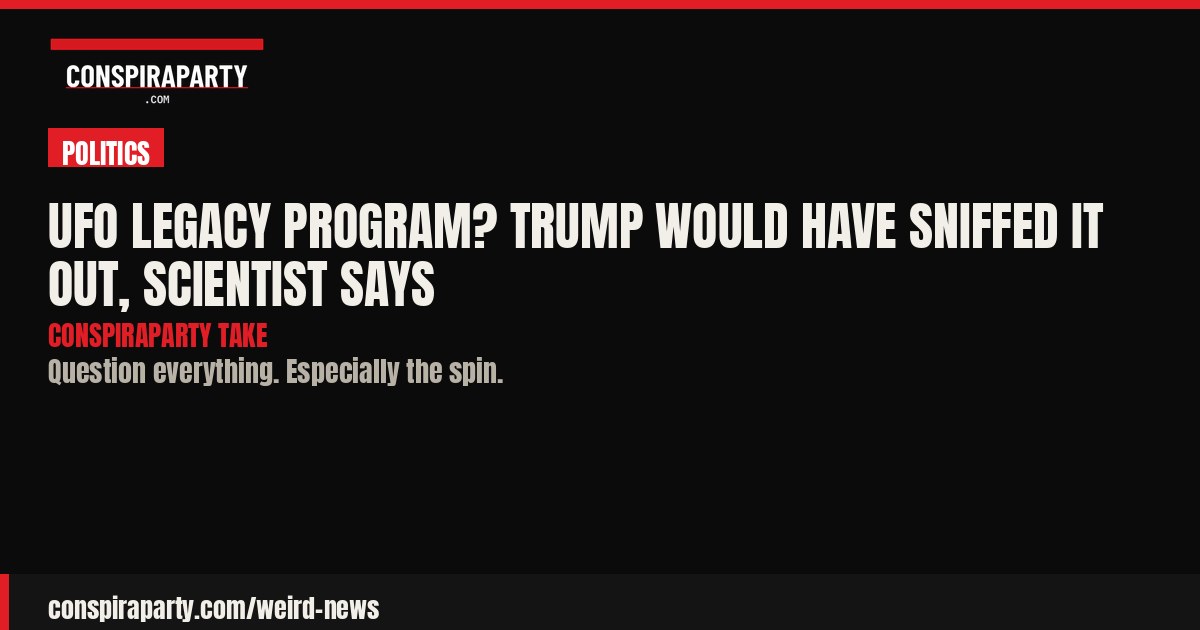 CONSPIRAPARTY
.COM
POLITICS
UFO LEGACY PROGRAM? TRUMP WOULD HAVE SNIFFED IT
OUT, SCIENTIST SAYS
CONSPIRAPARTY TAKE
Question everything. Especially the spin.
conspiraparty.com/weird-news